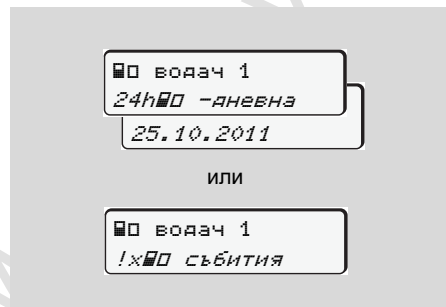 водач 1
24h -дневна
25.10.2011
или
водач 1
!x събития